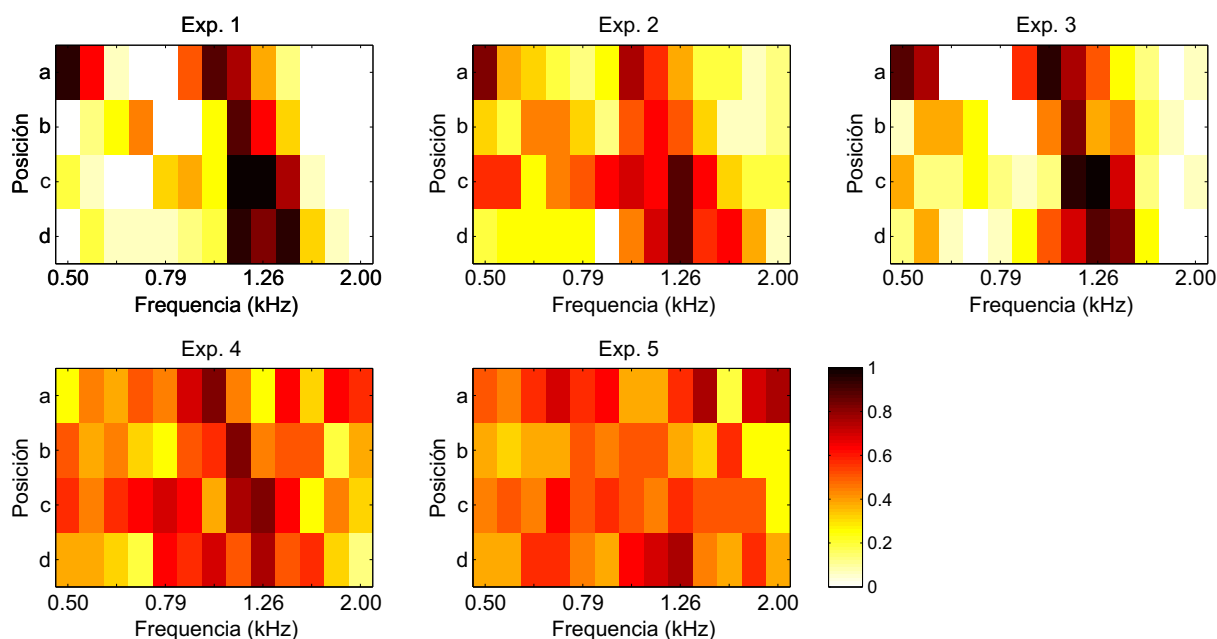 Exp. 1
Exp. 2
Exp. 3
Posición
a
b
c
d
0.50 0.79 1.26 2.00
Frequencia (kHz)
Posición
a
b
c
d
0.50 0.79 1.26 2.00
Frequencia (kHz)
Posición
a
b
c
d
0.50 0.79 1.26 2.00
Frequencia (kHz)
Exp. 4
Exp. 5
Posición
a
b
c
d
0.50 0.79 1.26 2.00
Frequencia (kHz)
Posición
a
b
c
d
0.50 0.79 1.26 2.00
Frequencia (kHz)
1
0.8
0.6
0.4
0.2
0